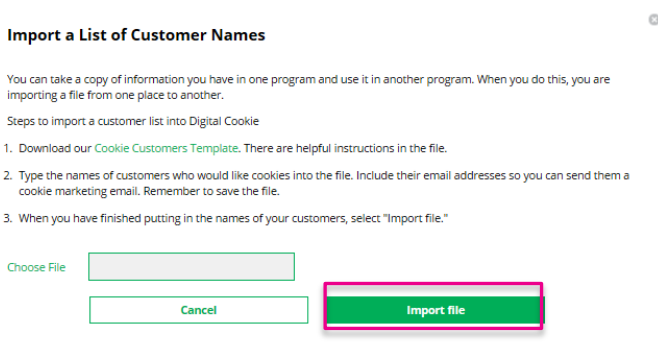 Import a List of Customer Names
You can take a copy of information you have in one program and use it in another program. When you do this, you are
importing a file from one place to another.
Steps to import a customer list into Digital Cookie
1. Download our Cookie Customers Template. There are helpful instructions in the file.
2. Type the names of customers who would like cookies into the file. Include their email addresses so you can send them a
cookie marketing email. Remember to save the file.
3. When you have finished putting in the names of your customers, select "Import file."
Choose File
Cancel Import file